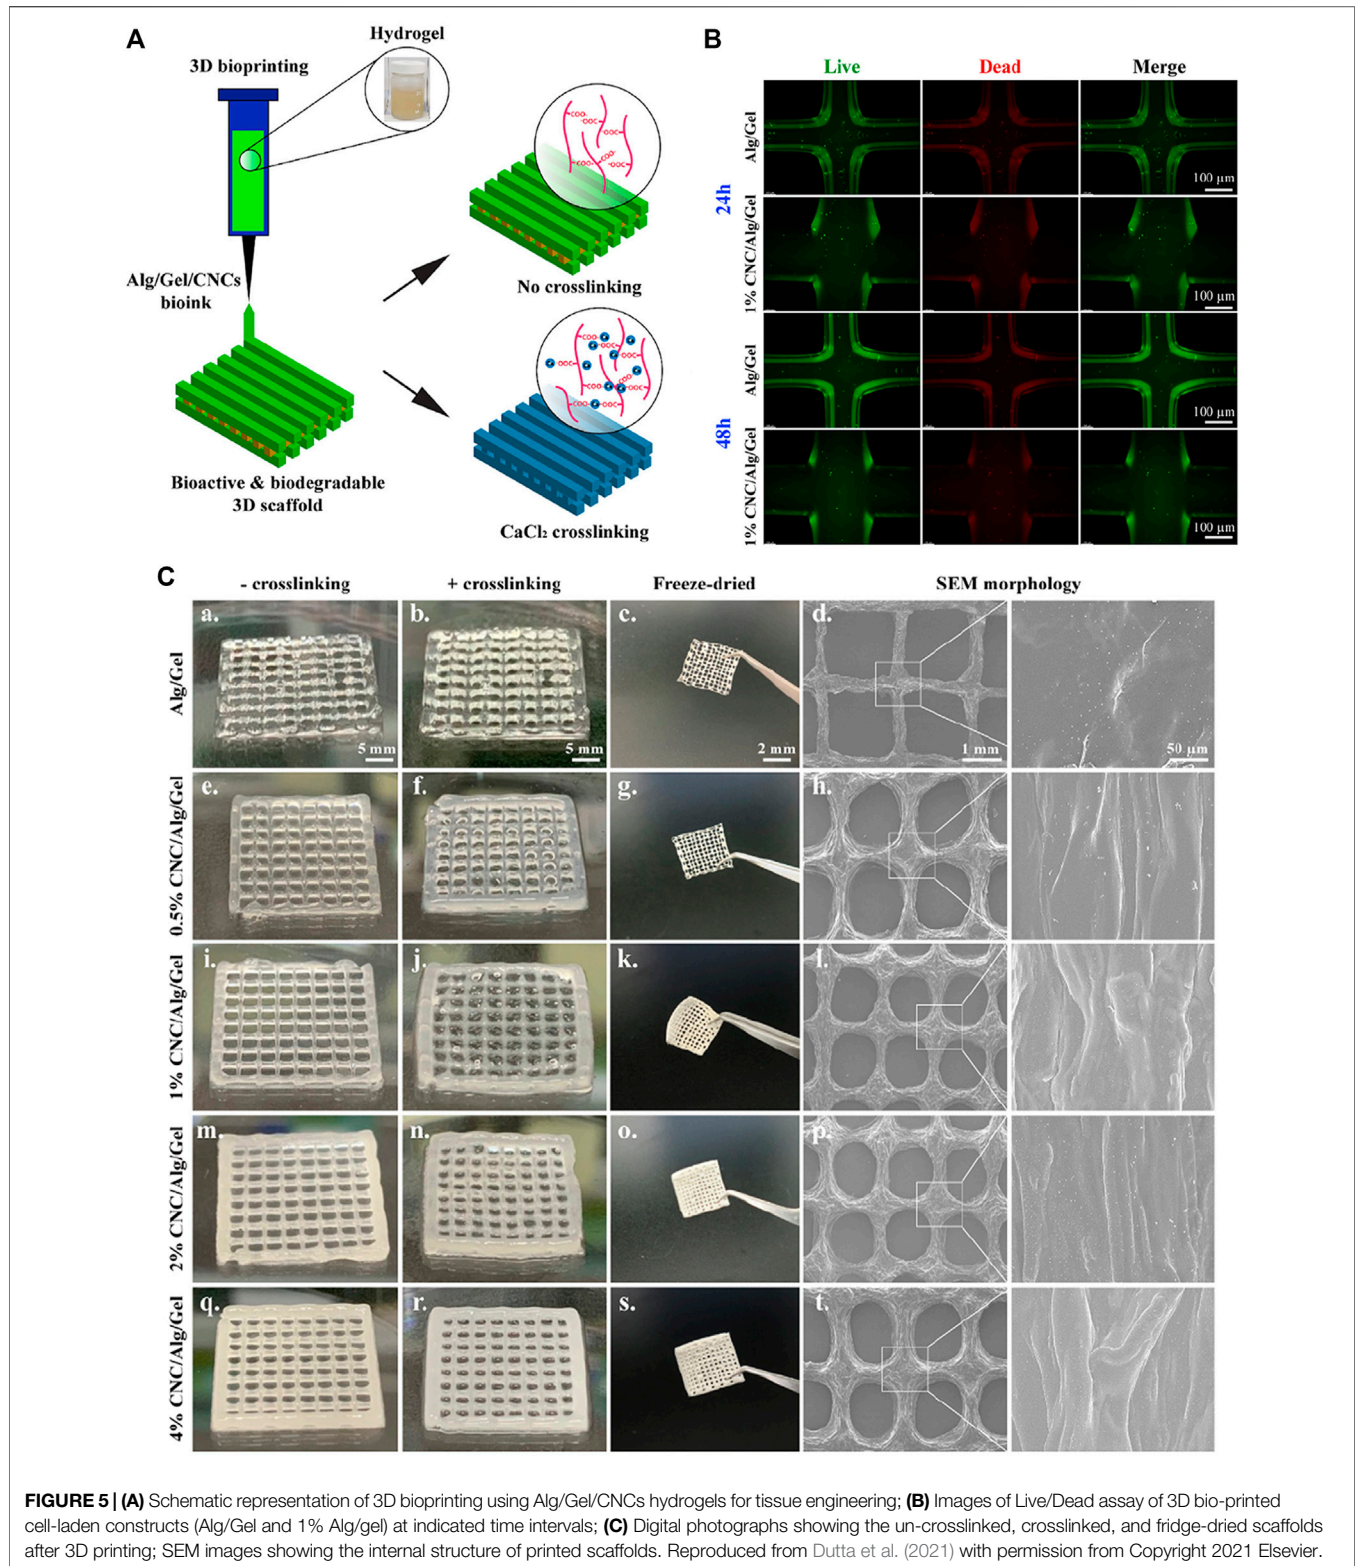 A
Hydrogel
3D bioprinting
COO-
-OOC
COO-
COO-
-OOC
COO-
-OOC
Alg/Gel/CNCs
bioink
No crosslinking
Bioactive & biodegradable
3D scaffold
CaCl₂ crosslinking
B
Live
Dead
Merge
24h
Alg/Gel
100 µm
1% CNC/Alg/Gel
100 µm
48h
Alg/Gel
100 µm
1% CNC/Alg/Gel
100 µm
C
- crosslinking
+ crosslinking
Freeze-dried
SEM morphology
Alg/Gel
a.
b.
c.
d.
5 mm
5 mm
2 mm
1 mm
50 µm
0.5% CNC/Alg/Gel
e.
f.
g.
h.
1% CNC/Alg/Gel
i.
j.
k.
l.
2% CNC/Alg/Gel
m.
n.
o.
p.
4% CNC/Alg/Gel
q.
r.
s.
t.
FIGURE 5 | (A) Schematic representation of 3D bioprinting using Alg/Gel/CNCs hydrogels for tissue engineering; (B) Images of Live/Dead assay of 3D bio-printed
cell-laden constructs (Alg/Gel and 1% Alg/gel) at indicated time intervals; (C) Digital photographs showing the un-crosslinked, crosslinked, and fridge-dried scaffolds
after 3D printing; SEM images showing the internal structure of printed scaffolds. Reproduced from Dutta et al. (2021) with permission from Copyright 2021 Elsevier.